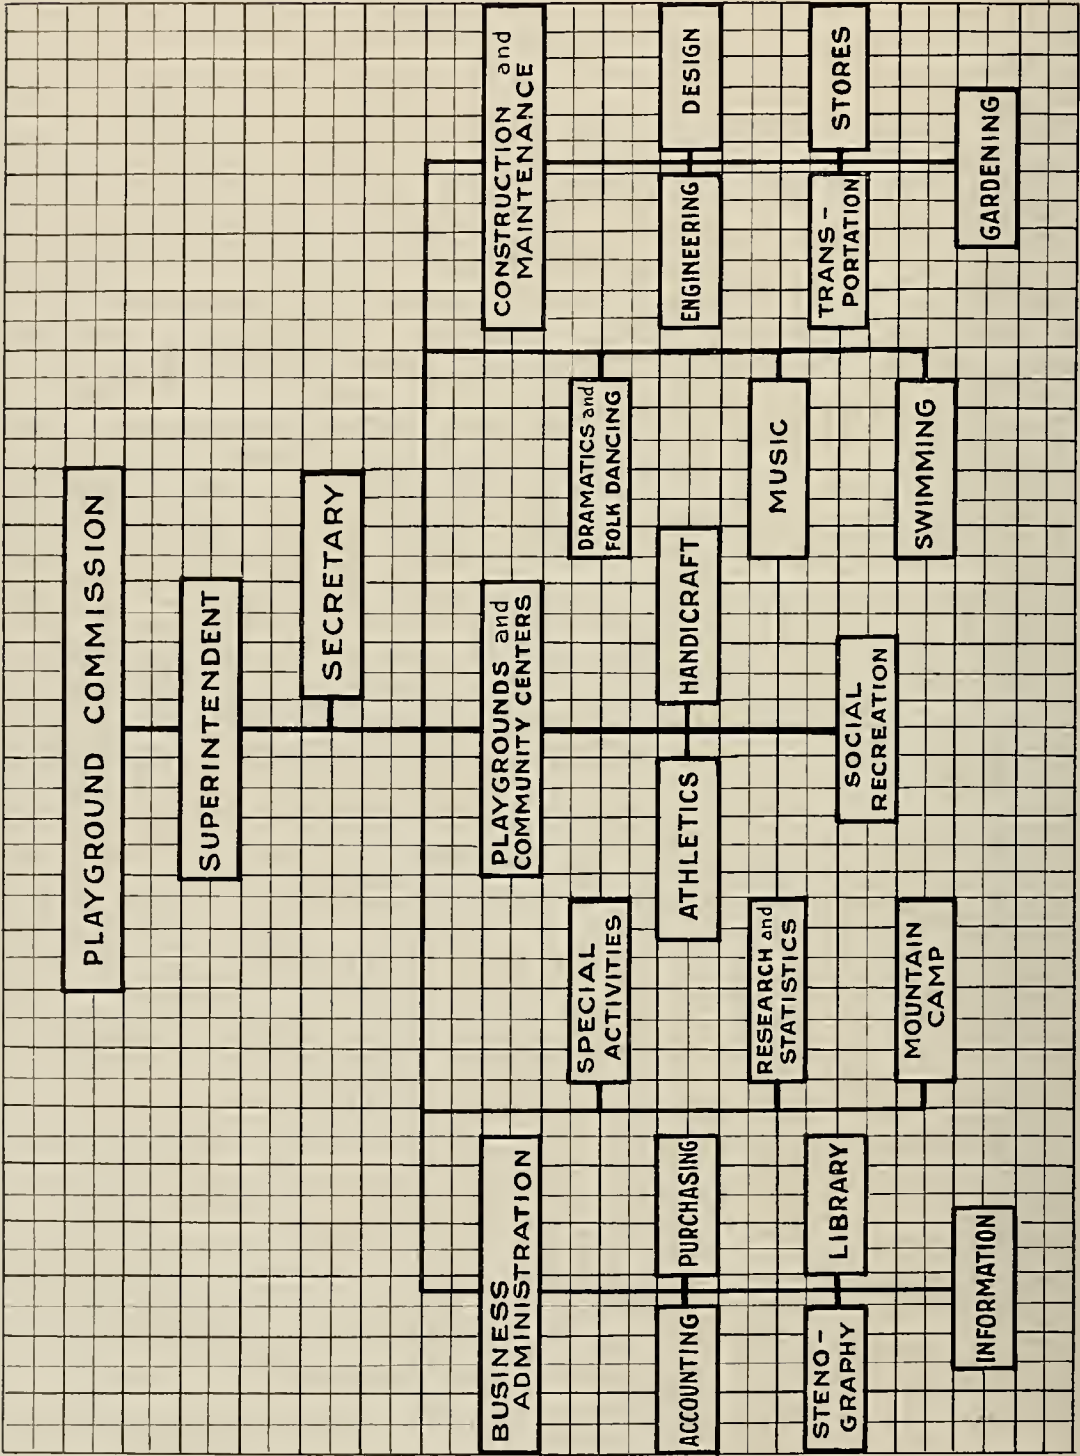 PLAYGROUND COMMISSION
SUPERINTENDENT
SECRETARY
BUSINESS
ADMINISTRATION
PLAYGROUNDS and
COMMUNITY CENTERS
CONSTRUCTION and
MAINTENANCE
SPECIAL
ACTIVITIES
DRAMATICS and
FOLK DANCING
ACCOUNTING
PURCHASING
ATHLETICS
HANDICRAFT
ENGINEERING
DESIGN
RESEARCH and
STATISTICS
MUSIC
STENO-
GRAPHY
LIBRARY
SOCIAL
RECREATION
TRANS-
PORTATION
STORES
MOUNTAIN
CAMP
SWIMMING
INFORMATION
GARDENING